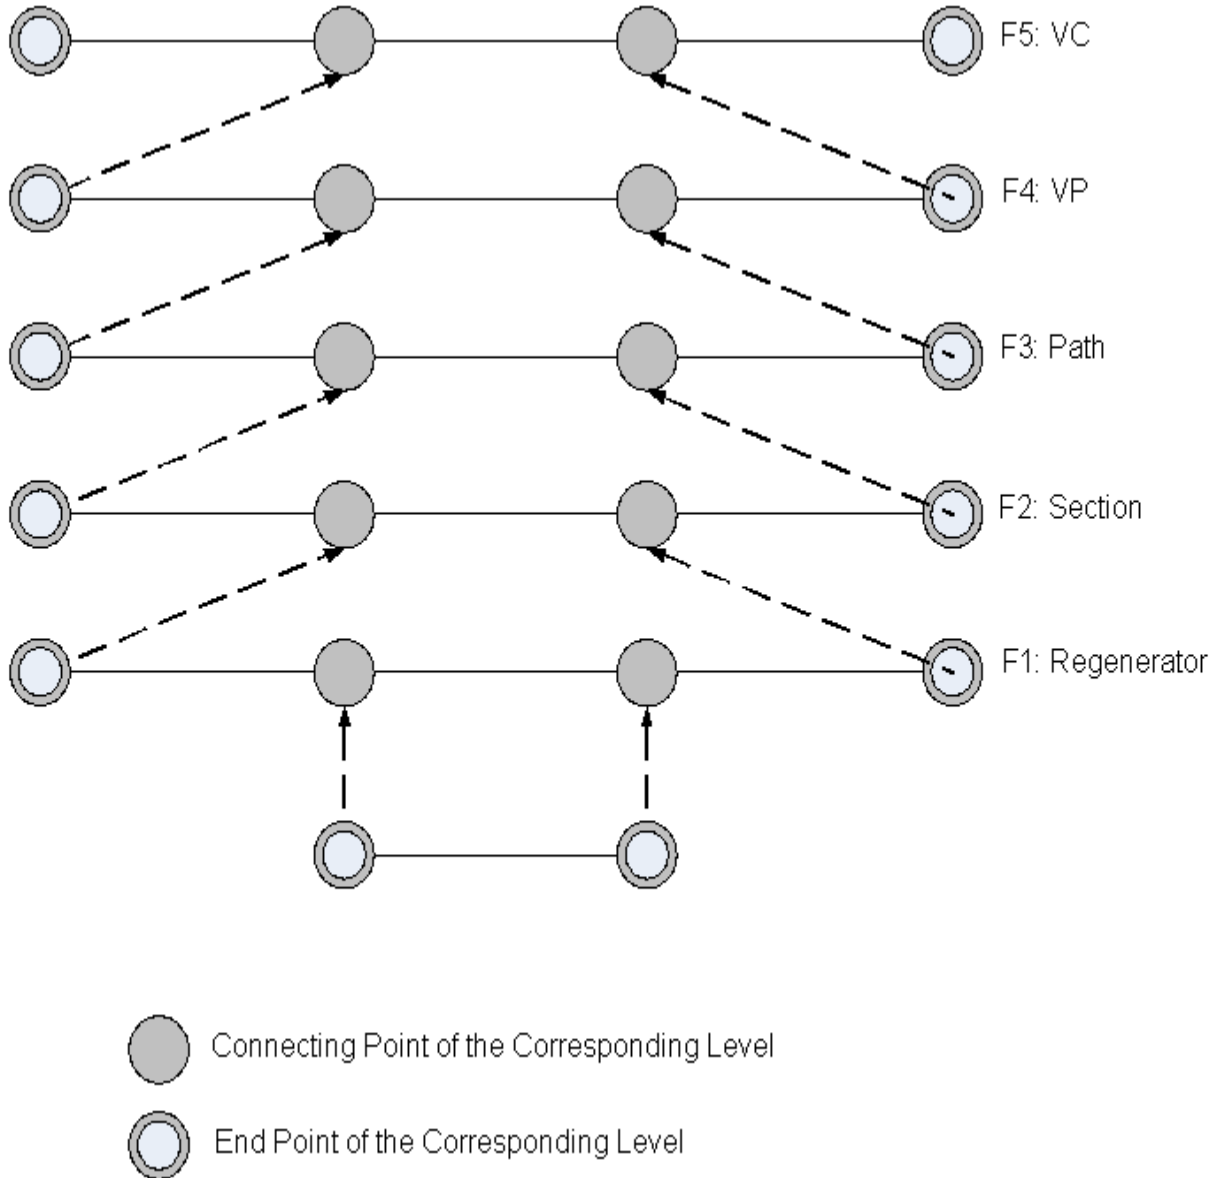 F5: VC
F4: VP
F3: Path
F2: Section
F1: Regenerator
Connecting Point of the Corresponding Level
End Point of the Corresponding Level